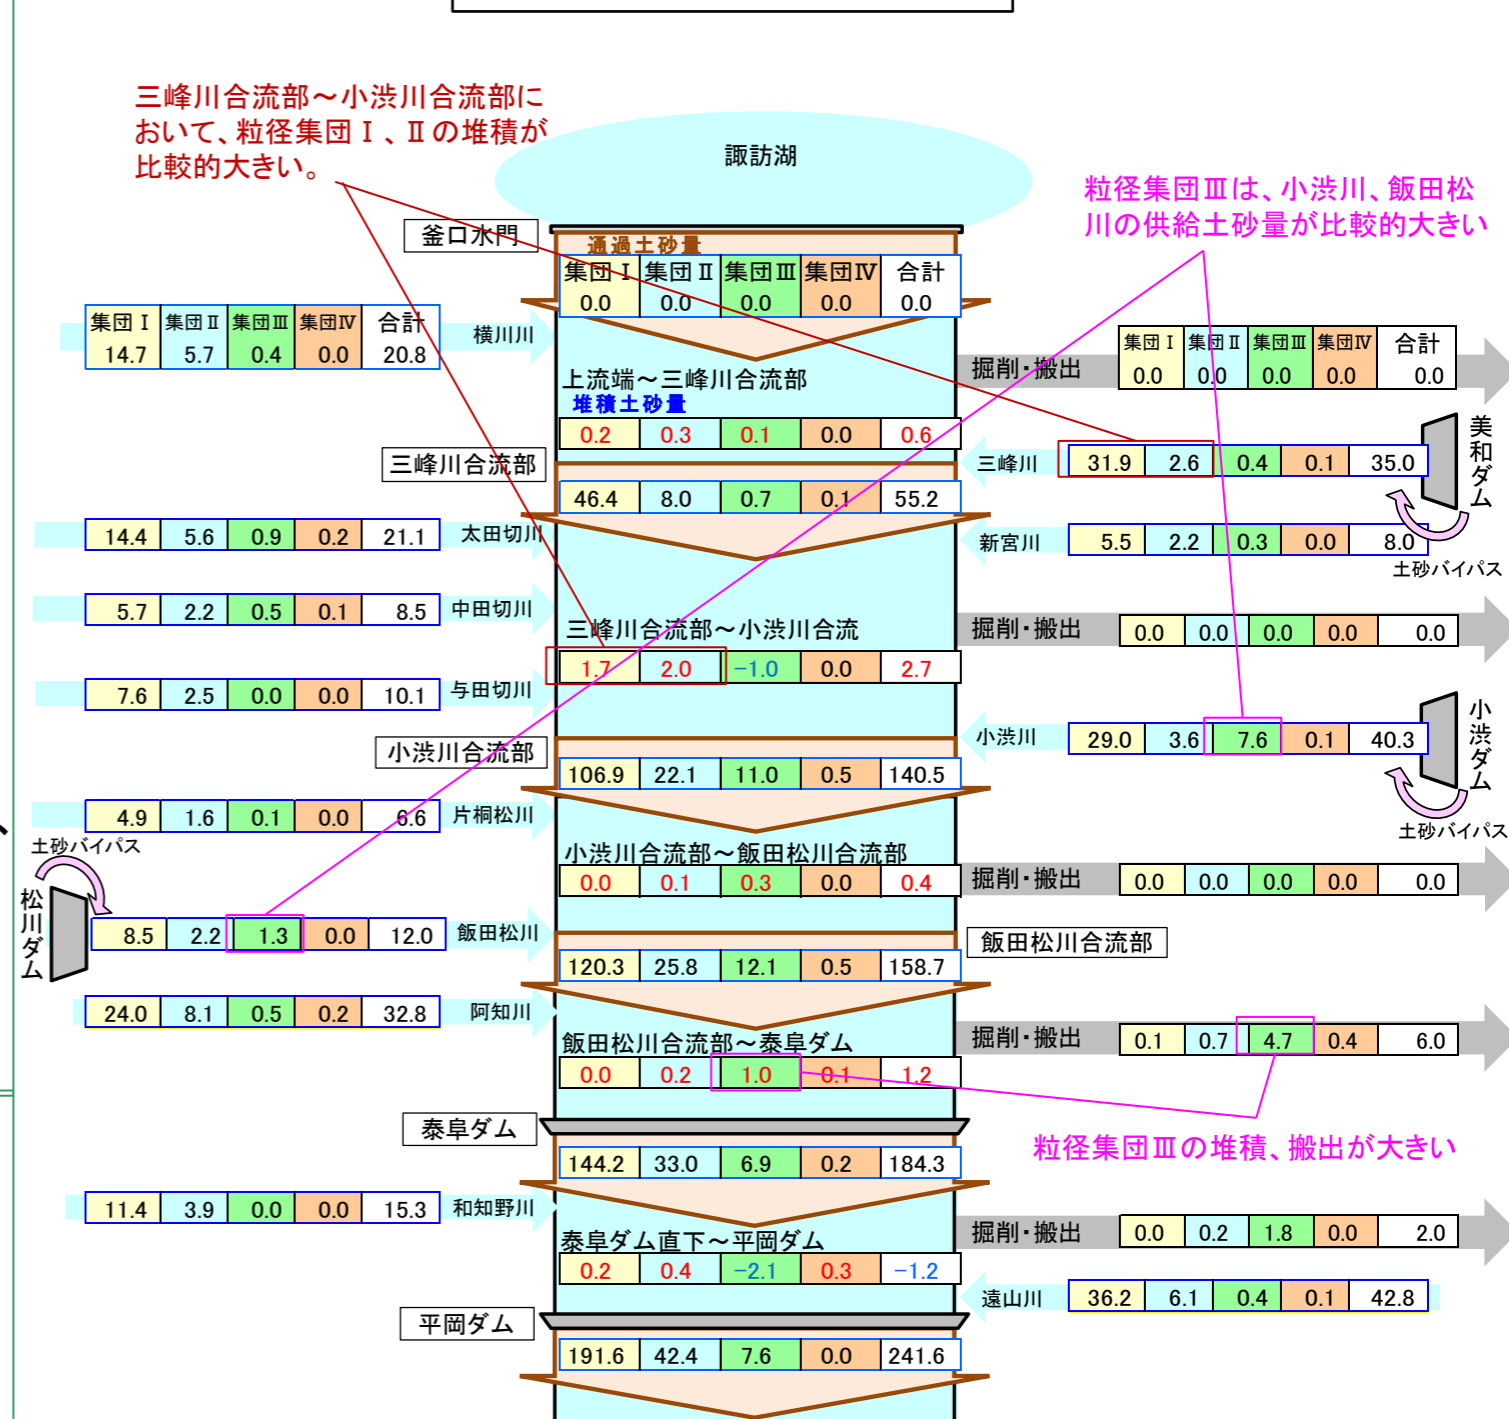 三峰川合流部～小渋川合流部に
おいて、粒径集団Ⅰ、Ⅱの堆積が
比較的大きい。
諏訪湖
粒径集団Ⅲは、小渋川、飯田松
川の供給土砂量が比較的大きい
釜口水門
通過土砂量
集団Ⅰ 集団Ⅱ 集団Ⅲ 集団Ⅳ 合計
0.0 0.0 0.0 0.0 0.0
集団Ⅰ 集団Ⅱ 集団Ⅲ 集団Ⅳ 合計
14.7 5.7 0.4 0.0 20.8
横川川
上流端～三峰川合流部
堆積土砂量
0.2 0.3 0.1 0.0 0.6
掘削・搬出
集団Ⅰ 集団Ⅱ 集団Ⅲ 集団Ⅳ 合計
0.0 0.0 0.0 0.0 0.0
三峰川合流部
三峰川
31.9 2.6 0.4 0.1 35.0
美和ダム
46.4 8.0 0.7 0.1 55.2
14.4 5.6 0.9 0.2 21.1
太田切川
新宮川
5.5 2.2 0.3 0.0 8.0
土砂バイパス
5.7 2.2 0.5 0.1 8.5
中田切川
三峰川合流部～小渋川合流
1.7 2.0 −1.0 0.0 2.7
掘削・搬出
0.0 0.0 0.0 0.0 0.0
7.6 2.5 0.0 0.0 10.1
与田切川
小渋川
29.0 3.6 7.6 0.1 40.3
小渋ダム
土砂バイパス
小渋川合流部
106.9 22.1 11.0 0.5 140.5
4.9 1.6 0.1 0.0 6.6
片桐松川
土砂バイパス
小渋川合流部～飯田松川合流部
0.0 0.1 0.3 0.0 0.4
掘削・搬出
0.0 0.0 0.0 0.0 0.0
松川ダム
8.5 2.2 1.3 0.0 12.0
飯田松川
飯田松川合流部
120.3 25.8 12.1 0.5 158.7
24.0 8.1 0.5 0.2 32.8
阿知川
飯田松川合流部～泰阜ダム
0.0 0.2 1.0 0.1 1.2
掘削・搬出
0.1 0.7 4.7 0.4 6.0
泰阜ダム
粒径集団Ⅲの堆積、搬出が大きい
144.2 33.0 6.9 0.2 184.3
11.4 3.9 0.0 0.0 15.3
和知野川
泰阜ダム直下～平岡ダム
0.2 0.4 −2.1 0.3 −1.2
掘削・搬出
0.0 0.2 1.8 0.0 2.0
遠山川
36.2 6.1 0.4 0.1 42.8
平岡ダム
191.6 42.4 7.6 0.0 241.6